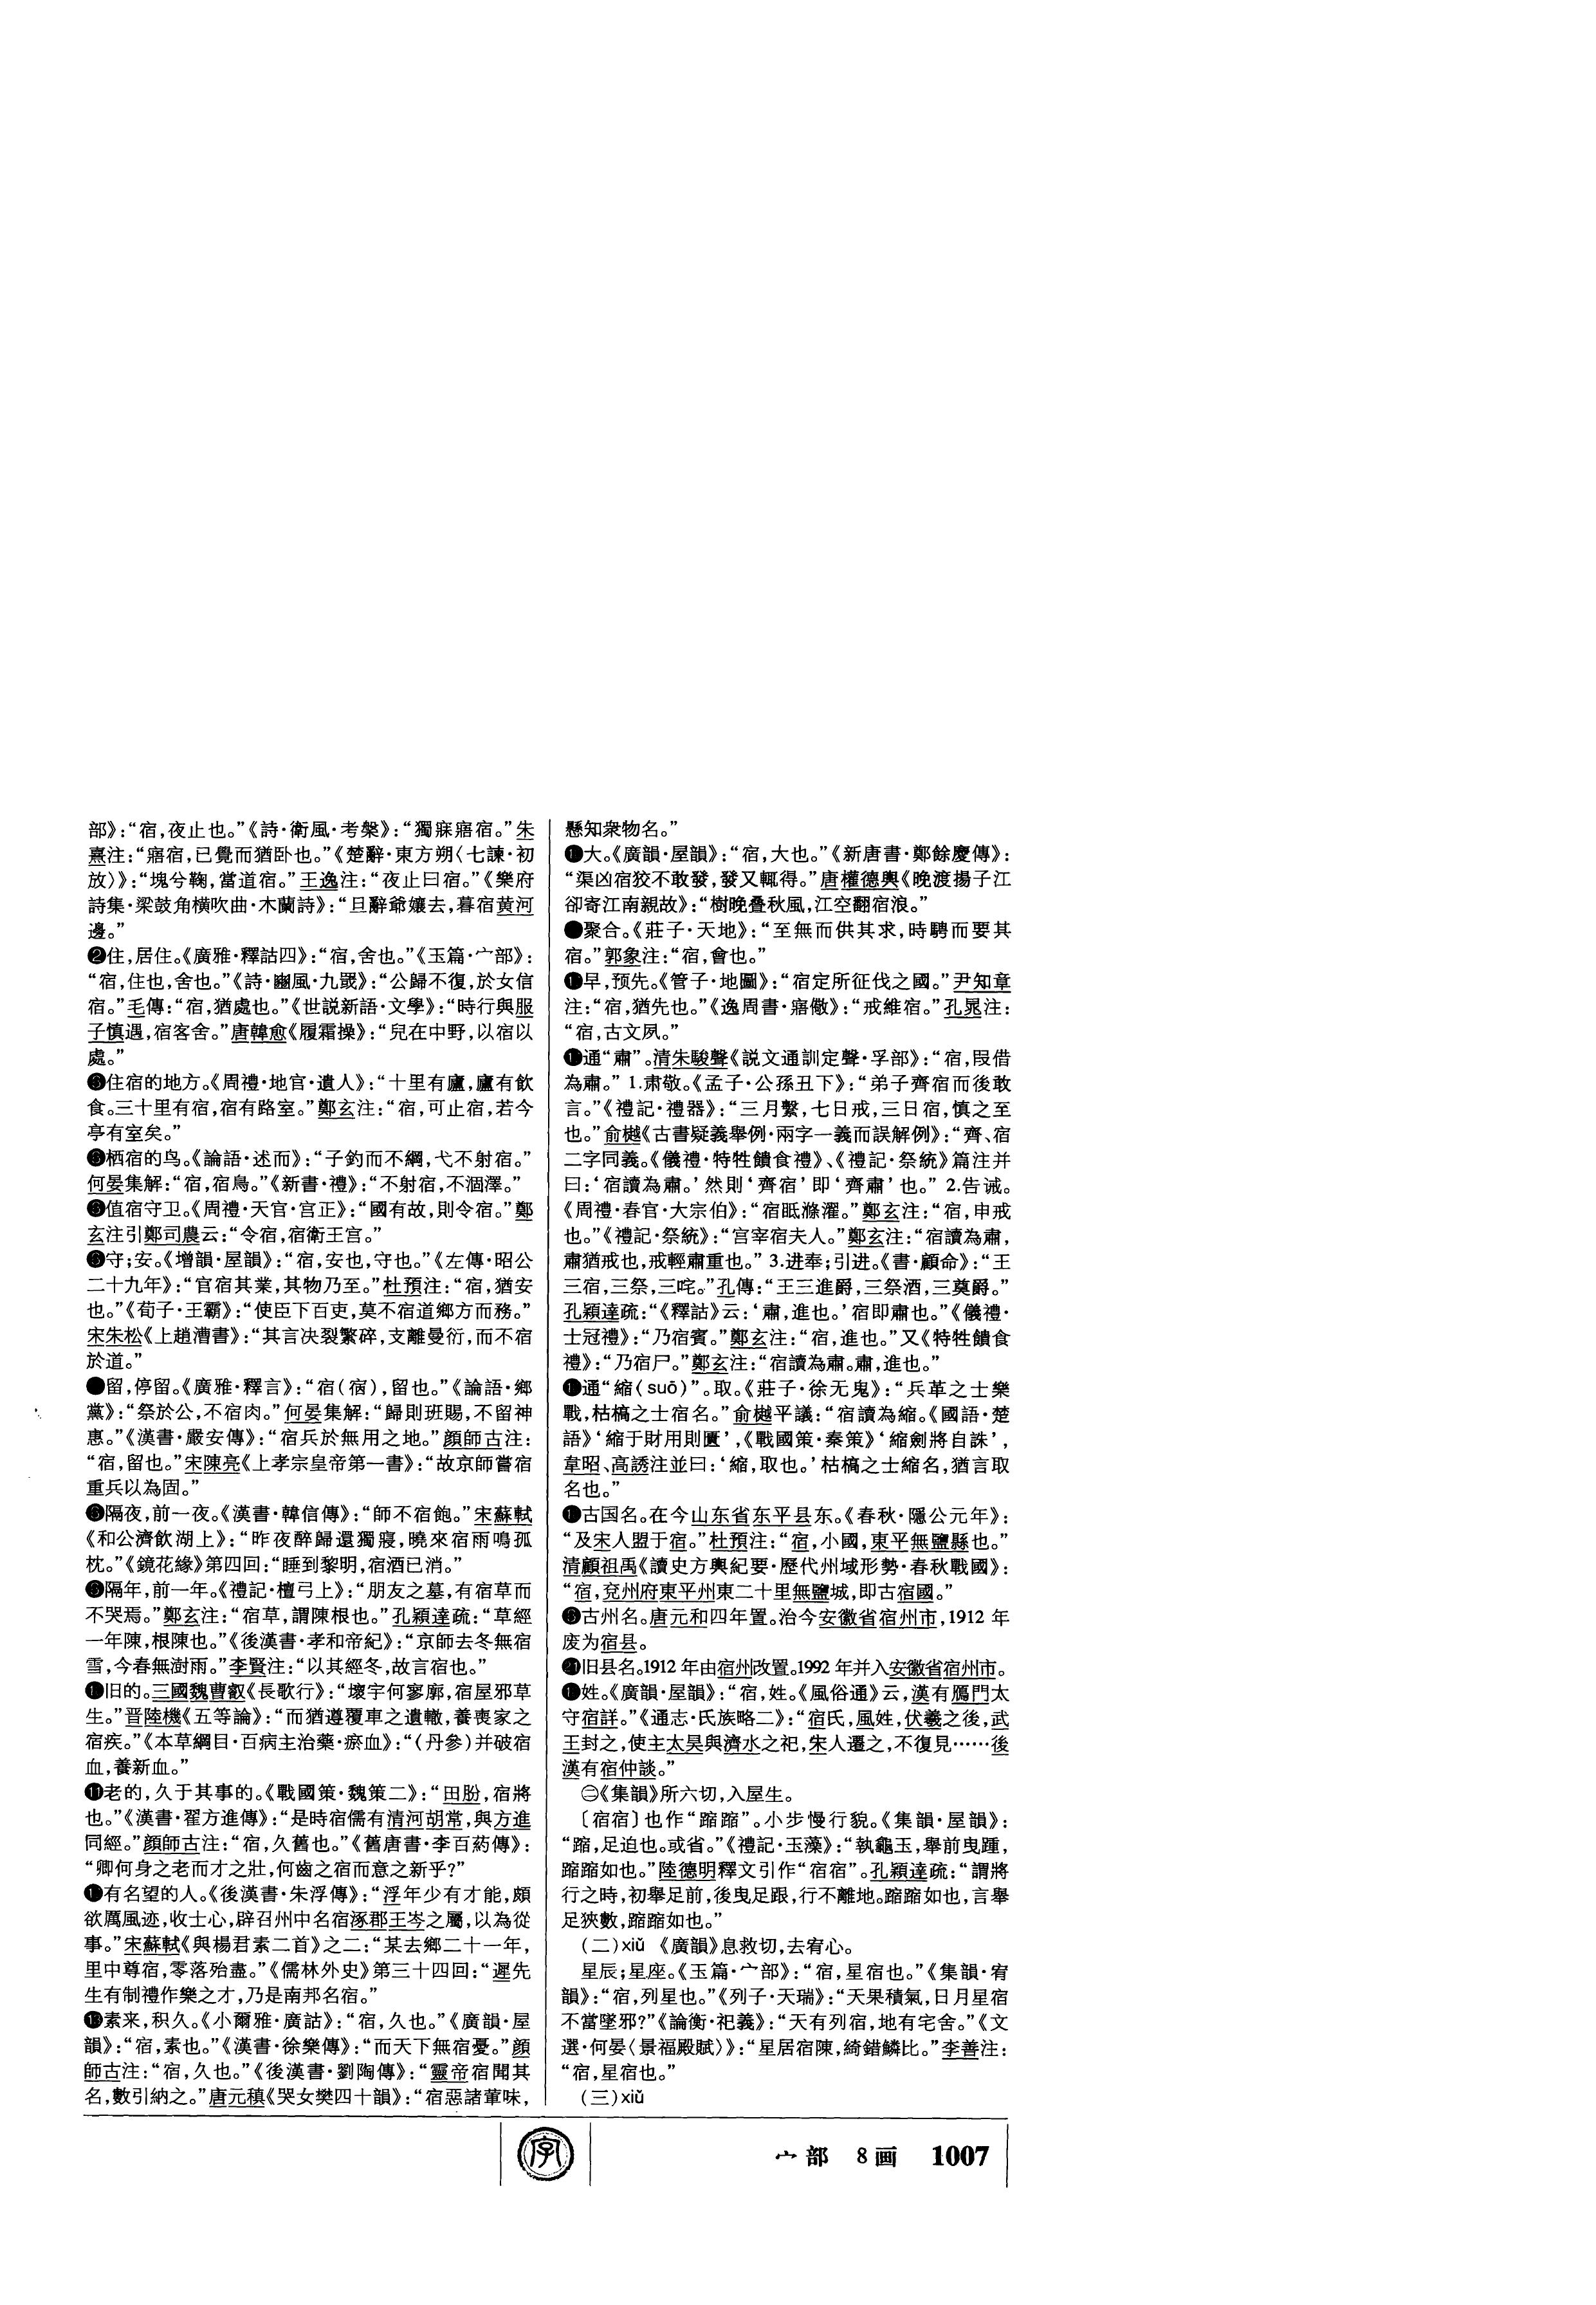 部》：“宿，夜止也。”《詩·衛風·考槃》：“獨寐寤宿。”朱
熹注：“寤宿，已覺而猶卧也。”《楚辭·東方朔〈七諫·初
放〉》：“塊兮鞠，當道宿。”王逸注：“夜止曰宿。”《樂府
詩集·梁鼓角横吹曲·木蘭詩》：“旦辭爺孃去，暮宿黄河
邊。”
❷住，居住。《廣雅·釋詁四》：“宿，舍也。”《玉篇·宀部》：
“宿，住也，舍也。”《詩·豳風·九罭》：“公歸不復，於女信
宿。”毛傳：“宿，猶處也。”《世説新語·文學》：“時行與服
子慎遇，宿客舍。”唐韓愈《履霜操》：“兒在中野，以宿以
處。”
住宿的地方。《周禮·地官·遺人》：“十里有廬，廬有飲
食。三十里有宿，宿有路室。”鄭玄注：“宿，可止宿，若今
亭有室矣。”
栖宿的鸟。《論語·述而》：“子釣而不綱，弋不射宿。”
何晏集解：“宿，宿鳥。”《新書·禮》：“不射宿，不涸澤。”
值宿守卫。《周禮·天官·宫正》：“國有故，則令宿。”鄭
玄注引鄭司農云：“令宿，宿衛王宫。”
守；安。《增韻·屋韻》：“宿，安也，守也。”《左傳·昭公
二十九年》：“官宿其業，其物乃至。”杜預注：“宿，猶安
也。”《荀子·王霸》：“使臣下百吏，莫不宿道鄉方而務。”
宋朱松《上趙漕書》：“其言决裂繁碎，支離曼衍，而不宿
於道。”
●留，停留。《廣雅·釋言》：“宿（㝛），留也。”《論語·鄉
黨》：“祭於公，不宿肉。”何晏集解：“歸則班賜，不留神
惠。”《漢書·嚴安傳》：“宿兵於無用之地。”顔師古注：
“宿，留也。”宋陳亮《上孝宗皇帝第一書》：“故京師嘗宿
重兵以為固。”
隔夜，前一夜。《漢書·韓信傳》：“師不宿飽。”宋蘇軾
《和公濟飲湖上》：“昨夜醉歸還獨寢，曉來宿雨鳴孤
枕。”《鏡花緣》第四回：“睡到黎明，宿酒已消。”
隔年，前一年。《禮記·檀弓上》：“朋友之墓，有宿草而
不哭焉。”鄭玄注：“宿草，謂陳根也。”孔穎達疏：“草經
一年陳，根陳也。”《後漢書·孝和帝紀》：“京師去冬無宿
雪，今春無澍雨。”李賢注：“以其經冬，故言宿也。”
旧的。三國魏曹叡《長歌行》：“壞宇何寥廓，宿屋邪草
生。”晋陸機《五等論》：“而猶遵覆車之遺轍，養喪家之
宿疾。”《本草綱目·百病主治藥·瘀血》：“（丹參）并破宿
血，養新血。”
⓫老的，久于其事的。《戰國策·魏策二》：“田肦，宿將
也。”《漢書·翟方進傳》：“是時宿儒有清河胡常，與方進
同經。”顔師古注：“宿，久舊也。”《舊唐書·李百葯傳》：
“卿何身之老而才之壯，何齒之宿而意之新乎？”
有名望的人。《後漢書·朱浮傳》：“浮年少有才能，頗
欲厲風迹，收士心，辟召州中名宿涿郡王岑之屬，以為從
事。”宋蘇軾《與楊君素二首》之二：“某去鄉二十一年，
里中尊宿，零落殆盡。”《儒林外史》第三十四回：“遲先
生有制禮作樂之才，乃是南邦名宿。”
素来，积久。《小爾雅·廣詁》：“宿，久也。”《廣韻·屋
韻》：“宿，素也。”《漢書·徐樂傳》：“而天下無宿憂。”顔
師古注：“宿，久也。”《後漢書·劉陶傳》：“靈帝宿聞其
名，數引納之。”唐元稹《哭女樊四十韻》：“宿惡諸葷味，
懸知衆物名。”
大。《廣韻·屋韻》：“宿，大也。”《新唐書·鄭餘慶傳》：
“渠凶宿狡不敢發，發又輒得。”唐權德輿《晚渡揚子江
卻寄江南親故》：“樹晚叠秋風，江空翻宿浪。”
●聚合。《莊子·天地》：“至無而供其求，時騁而要其
宿。”郭象注：“宿，會也。”
早，预先。《管子·地圖》：“宿定所征伐之國。”尹知章
注：“宿，猶先也。”《逸周書·寤儆》：“戒維宿。”孔晁注：
“宿，古文夙。”
通“肅”。清朱駿聲《説文通訓定聲·孚部》：“宿，叚借
為肅。”1.肃敬。《孟子·公孫丑下》：“弟子齊宿而後敢
言。”《禮記·禮器》：“三月繫，七日戒，三日宿，慎之至
也。”俞樾《古書疑義舉例·兩字一義而誤解例》：“齊、宿
二字同義。《儀禮·特牲饋食禮》、《禮記·祭統》篇注并
曰：‘宿讀為肅。’然則‘齊宿’即‘齊肅’也。”2.告诫。
《周禮·春官·大宗伯》：“宿眡滌濯。”鄭玄注：“宿，申戒
也。”《禮記·祭統》：“宫宰宿夫人。”鄭玄注：“宿讀為肅，
肅猶戒也，戒輕肅重也。”3.进奉；引进。《書·顧命》：“王
三宿，三祭，三咤。”孔傳：“王三進爵，三祭酒，三奠爵。”
孔穎達疏：“《釋詁》云：‘肅，進也。’宿即肅也。”《儀禮·
士冠禮》：“乃宿賓。”鄭玄注：“宿，進也。”又《特牲饋食
禮》：“乃宿尸。”鄭玄注：“宿讀為肅。肅，進也。”
通“縮（suō）”。取。《莊子·徐无鬼》：“兵革之士樂
戰，枯槁之士宿名。”俞樾平議：“宿讀為縮。《國語·楚
語》‘縮于財用則匱’，《戰國策·秦策》‘縮劍將自誅’，
韋昭、高誘注並曰：‘縮，取也。’枯槁之士縮名，猶言取
名也。”
古国名。在今山东省东平县东。《春秋·隱公元年》：
“及宋人盟于宿。”杜預注：“宿，小國，東平無鹽縣也。”
清顧祖禹《讀史方輿紀要·歷代州域形勢·春秋戰國》：
“宿，兗州府東平州東二十里無鹽城，即古宿國。”
古州名。唐元和四年置。治今安徽省宿州市，1912 年
废为宿县。
旧县名。1912 年由宿州改置。1992 年并入安徽省宿州市。
姓。《廣韻·屋韻》：“宿，姓。《風俗通》云，漢有鴈門太
守宿詳。”《通志·氏族略二》：“宿氏，風姓，伏羲之後，武
王封之，使主太昊與濟水之祀，朱人遷之，不復見……後
漢有宿仲談。”
㊁《集韻》所六切，入屋生。
〔宿宿〕也作“蹜蹜”。小步慢行貌。《集韻·屋韻》：
“蹜，足迫也。或省。”《禮記·玉藻》：“執龜玉，舉前曳踵，
蹜蹜如也。”陸德明釋文引作“宿宿”。孔穎達疏：“謂將
行之時，初舉足前，後曳足跟，行不離地。蹜蹜如也，言舉
足狹數，蹜蹜如也。”
（二）xiǔ 《廣韻》息救切，去宥心。
星辰；星座。《玉篇·宀部》：“宿，星宿也。”《集韻·宥
韻》：“宿，列星也。”《列子·天瑞》：“天果積氣，日月星宿
不當墜邪？”《論衡·祀義》：“天有列宿，地有宅舍。”《文
選·何晏〈景福殿賦〉》：“星居宿陳，綺錯鱗比。”李善注：
“宿，星宿也。”
（三）xiǔ
字
宀部 8画 1007